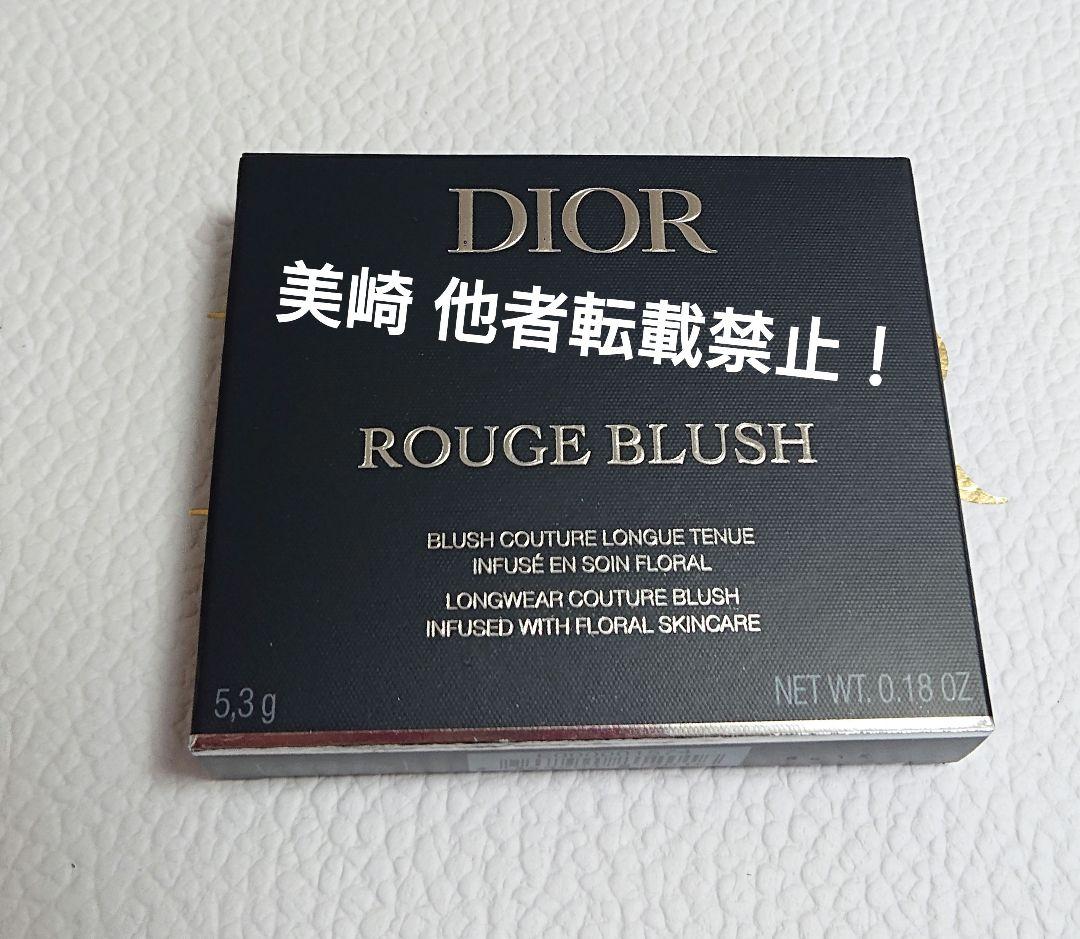 DIOR
美崎 他者転載禁止！
ROUGE BLUSH
BLUSH COUTURE LONGUE TENUE
INFUSÉ EN SOIN FLORAL
LONGWEAR COUTURE BLUSH
INFUSED WITH FLORAL SKINCARE
5,3 g
NET WT. 0.18 OZ